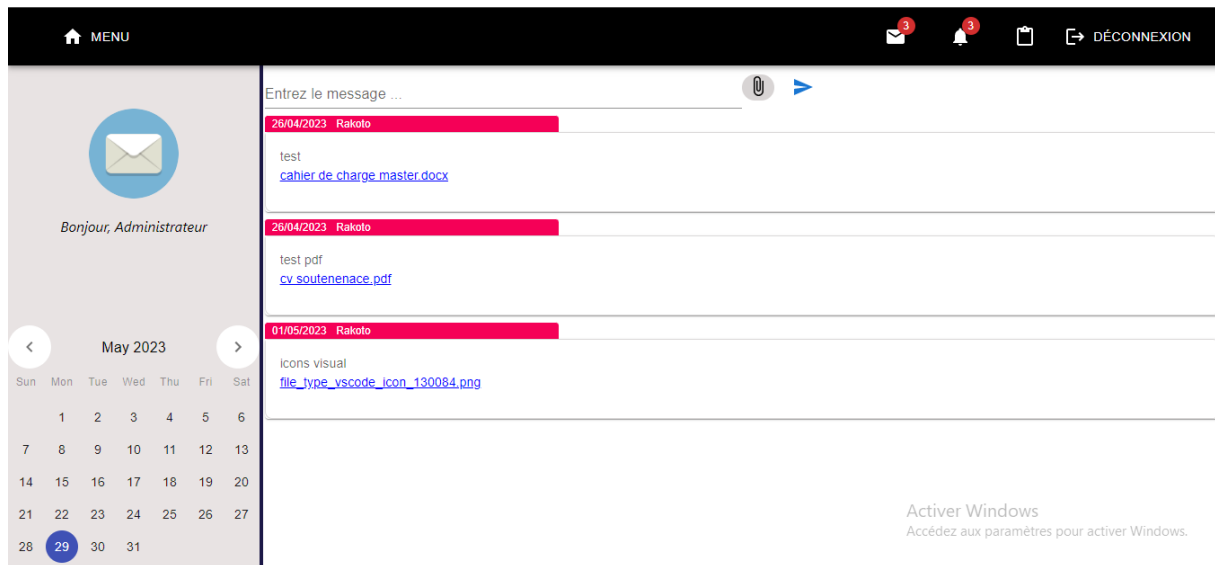 MENU
3
3
DÉCONNEXION
Entrez le message ...
26/04/2023 Rakoto
test
cahier de charge master.docx
26/04/2023 Rakoto
test pdf
cv soutenenace.pdf
01/05/2023 Rakoto
icons visual
file_type_vscode_icon_130084.png
Bonjour, Administrateur
May 2023
Sun Mon Tue Wed Thu Fri Sat
1 2 3 4 5 6
7 8 9 10 11 12 13
14 15 16 17 18 19 20
21 22 23 24 25 26 27
28 29 30 31
Activer Windows
Accédez aux paramètres pour activer Windows.